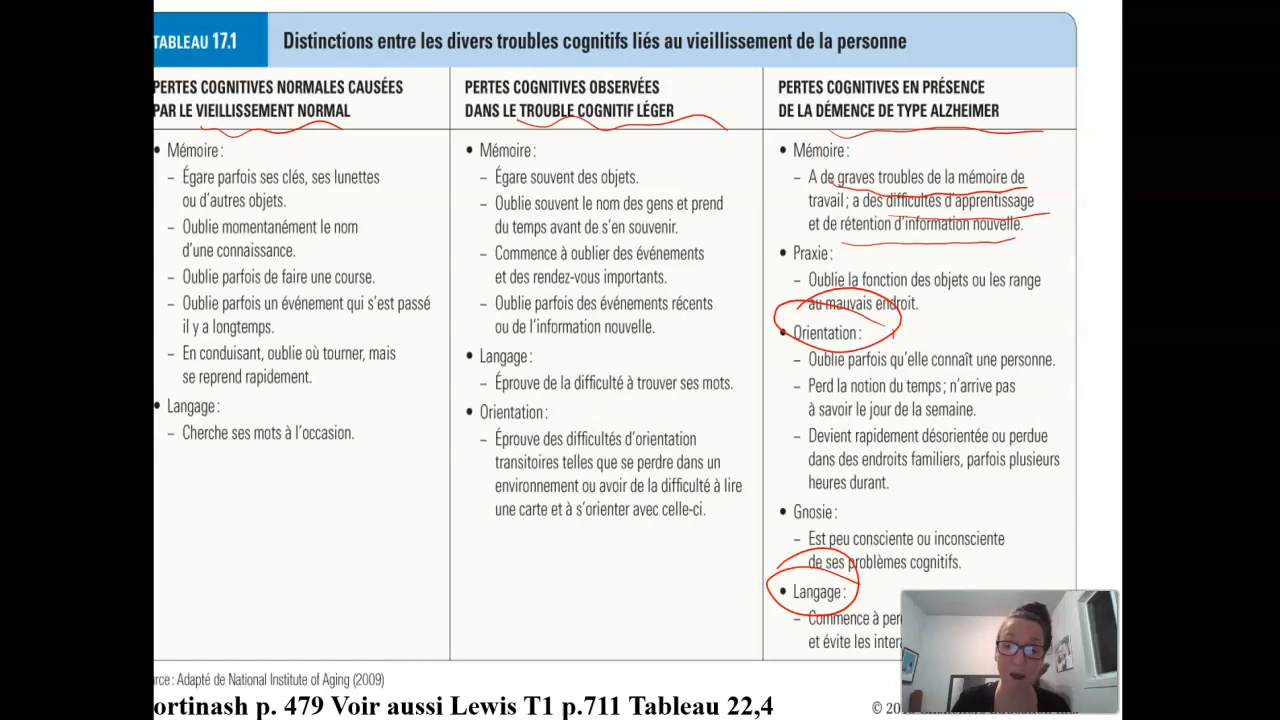 TABLEAU 17.1
Distinctions entre les divers troubles cognitifs liés au vieillissement de la personne
PERTES COGNITIVES NORMALES CAUSÉES
PAR LE VIEILLISSEMENT NORMAL
• Mémoire :
– Égare parfois ses clés, ses lunettes
ou d'autres objets.
– Oublie momentanément le nom
d'une connaissance.
– Oublie parfois de faire une course.
– Oublie parfois un événement qui s'est passé
il y a longtemps.
– En conduisant, oublie où tourner, mais
se reprend rapidement.
• Langage :
– Cherche ses mots à l'occasion.
PERTES COGNITIVES OBSERVÉES
DANS LE TROUBLE COGNITIF LÉGER
• Mémoire :
– Égare souvent des objets.
– Oublie souvent le nom des gens et prend
du temps avant de s'en souvenir.
– Commence à oublier des événements
et des rendez-vous importants.
– Oublie parfois des événements récents
ou de l'information nouvelle.
• Langage :
– Éprouve de la difficulté à trouver ses mots.
• Orientation :
– Éprouve des difficultés d'orientation
transitoires telles que se perdre dans un
environnement ou avoir de la difficulté à lire
une carte et à s'orienter avec celle-ci.
PERTES COGNITIVES EN PRÉSENCE
DE LA DÉMENCE DE TYPE ALZHEIMER
• Mémoire :
– A de graves troubles de la mémoire de
travail ; a des difficultés d'apprentissage
et de rétention d'information nouvelle.
• Praxie :
– Oublie la fonction des objets ou les range
au mauvais endroit.
• Orientation :
– Oublie parfois qu'elle connaît une personne.
– Perd la notion du temps ; n'arrive pas
à savoir le jour de la semaine.
– Devient rapidement désorientée ou perdue
dans des endroits familiers, parfois plusieurs
heures durant.
• Gnosie :
– Est peu consciente ou inconsciente
de ses problèmes cognitifs.
• Langage :
– Commence à
et évite les
: Adapté de National Institute of Aging (2009)
ortinash p. 479 Voir aussi Lewis T1 p.711 Tableau 22,4
©